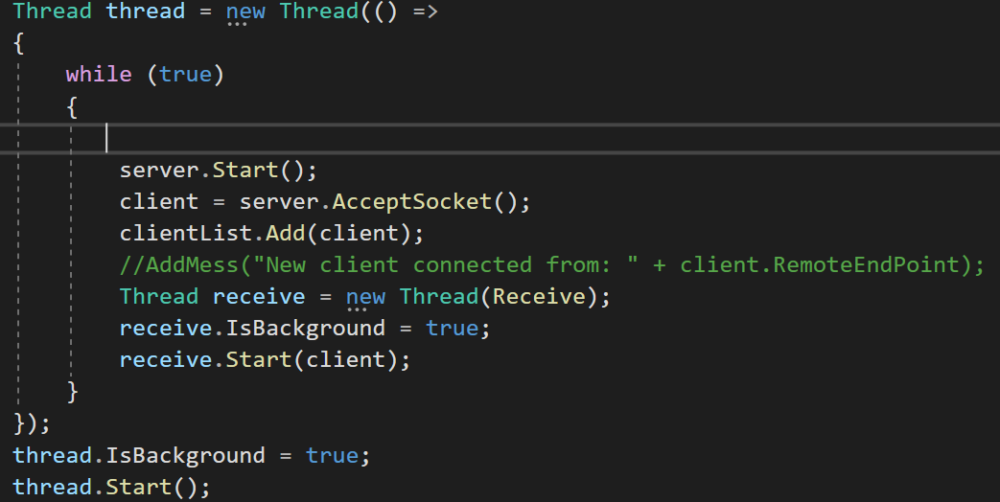 Thread thread = new Thread(() =>
{
while (true)
{
server.Start();
client = server.AcceptSocket();
clientList.Add(client);
//AddMess("New client connected from: " + client.RemoteEndPoint);
Thread receive = new Thread(Receive);
receive.IsBackground = true;
receive.Start(client);
}
});
thread.IsBackground = true;
thread.Start();